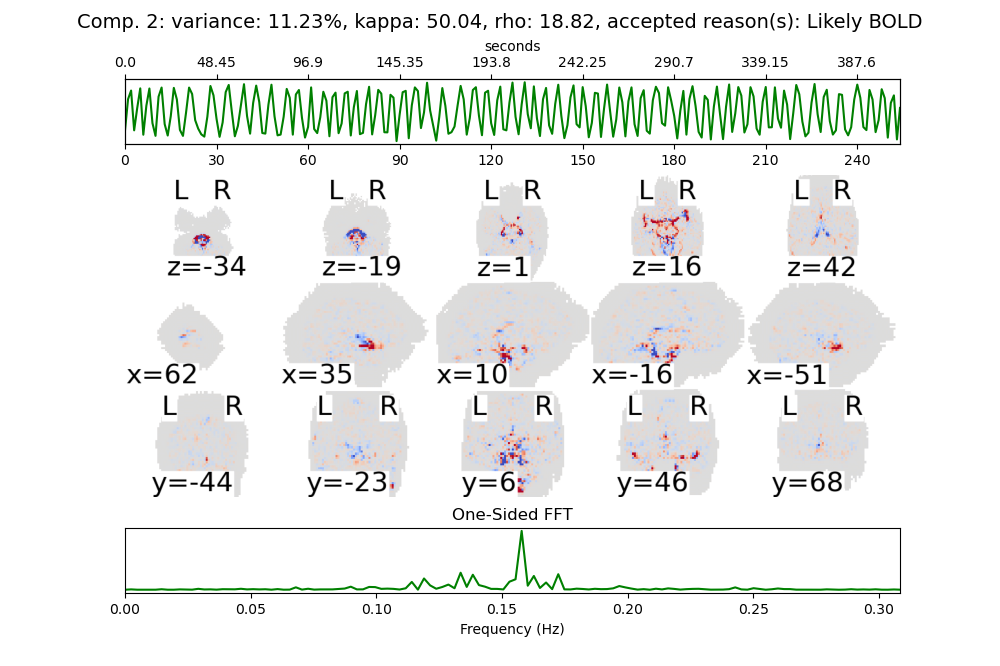 Comp. 2: variance: 11.23%, kappa: 50.04, rho: 18.82, accepted reason(s): Likely BOLD
seconds
0.0 48.45 96.9 145.35 193.8 242.25 290.7 339.15 387.6
0 30 60 90 120 150 180 210 240
L R L R L R L R L R
z=-34 z=-19 z=1 z=16 z=42
x=62 x=35 x=10 x=-16 x=-51
L R L R L R L R L R
y=-44 y=-23 y=6 y=46 y=68
One-Sided FFT
0.00 0.05 0.10 0.15 0.20 0.25 0.30
Frequency (Hz)